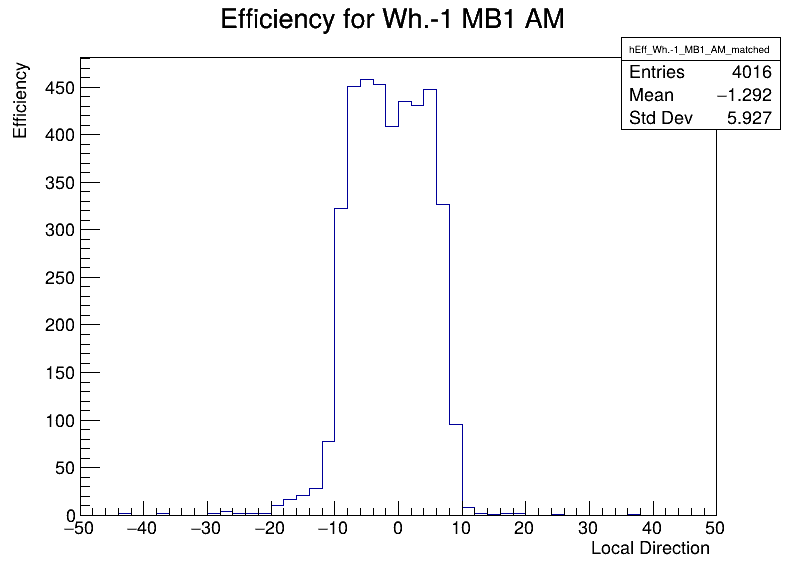 Efficiency for Wh.-1 MB1 AM
hEff_Wh.-1_MB1_AM_matched
Entries 4016
Mean −1.292
Std Dev 5.927
Efficiency
450
400
350
300
250
200
150
100
50
0
−50 −40 −30 −20 −10 0 10 20 30 40 50
Local Direction